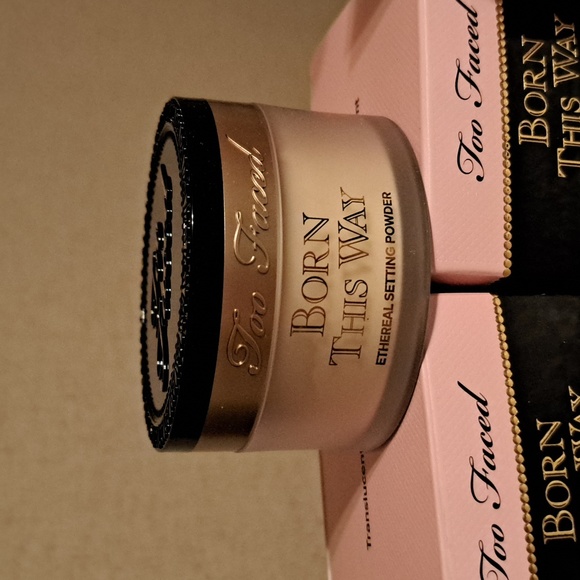 Too Faced
BORN
THIS WAY
ETHEREAL SETTING POWDER
Too Faced
BORN
THIS WAY
Translucent
Too Faced
BORN